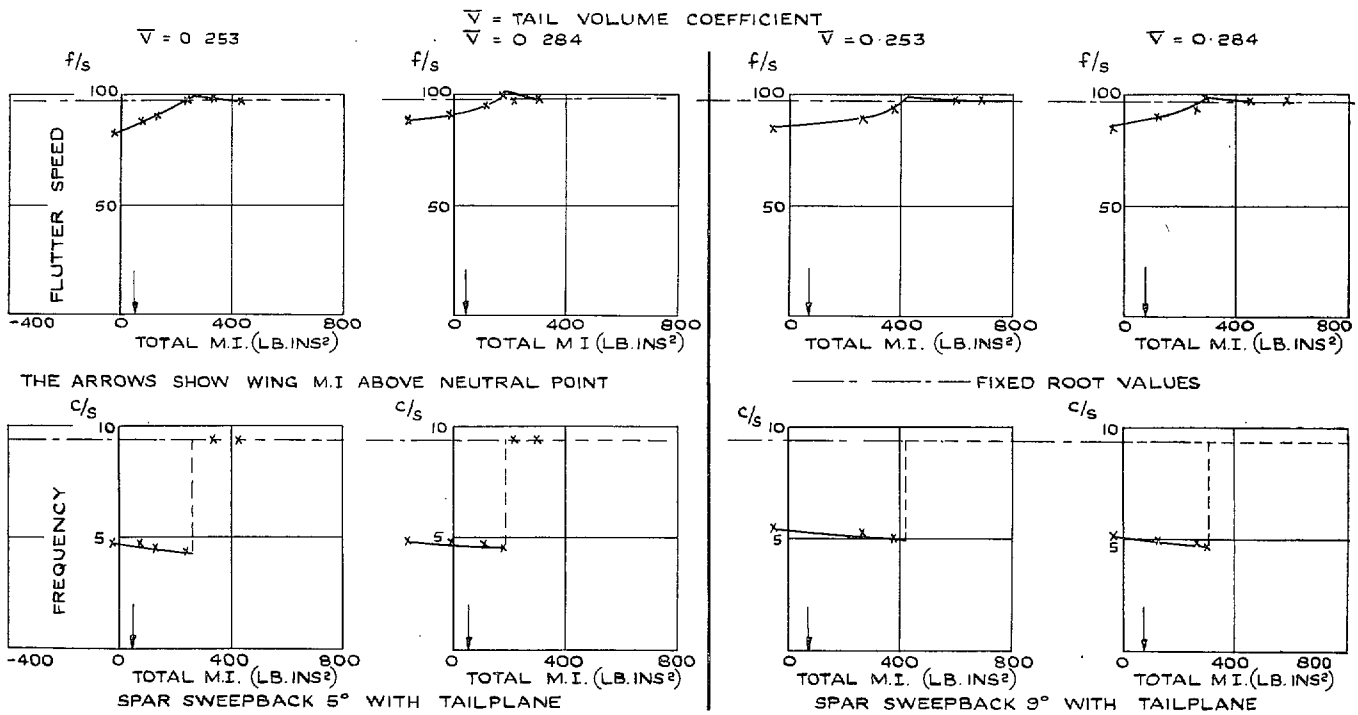 V̅ = TAIL VOLUME COEFFICIENT
V̅ = 0 253
V̅ = 0 284
V̅ = 0·253
V̅ = 0·284
f/s
f/s
f/s
f/s
100
100
100
100
FLUTTER SPEED
50
50
50
50
-400 0 400 800
0 400 800
0 400 800
0 400 800
TOTAL M.I. (LB.INS²)
TOTAL M I (LB.INS²)
TOTAL M.I. (LB.INS²)
TOTAL M.I. (LB.INS²)
THE ARROWS SHOW WING M.I ABOVE NEUTRAL POINT
FIXED ROOT VALUES
c/s
c/s
c/s
c/s
10
10
10
10
FREQUENCY
5
5
5
5
-400 0 400 800
0 400 800
0 400 800
0 400 800
TOTAL M.I. (LB.INS²)
TOTAL M.I. (LB.INS²)
TOTAL M.I. (LB.INS²)
TOTAL M.I. (LB.INS²)
SPAR SWEEPBACK 5° WITH TAILPLANE
SPAR SWEEPBACK 9° WITH TAILPLANE